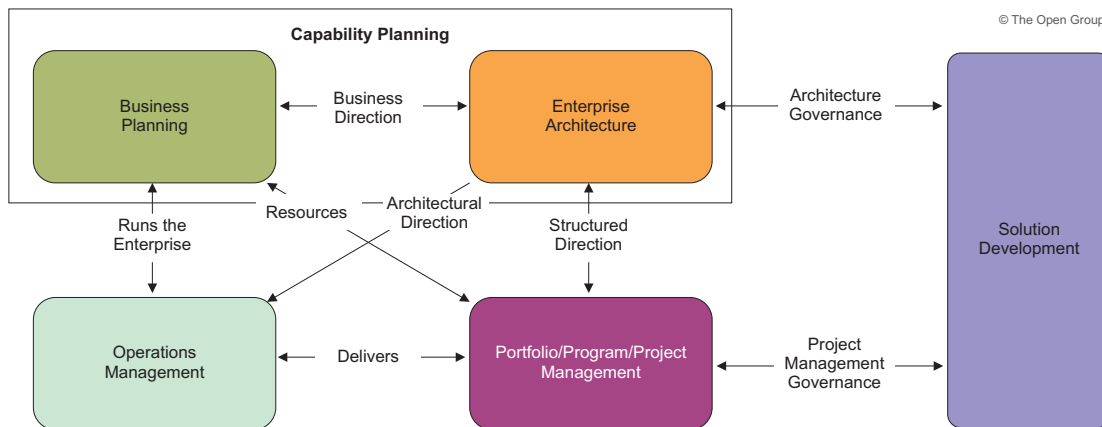 Capability Planning
© The Open Group
Business
Planning
Business
Direction
Enterprise
Architecture
Architecture
Governance
Resources
Architectural
Direction
Runs the
Enterprise
Structured
Direction
Solution
Development
Operations
Management
Delivers
Portfolio/Program/Project
Management
Project
Management
Governance